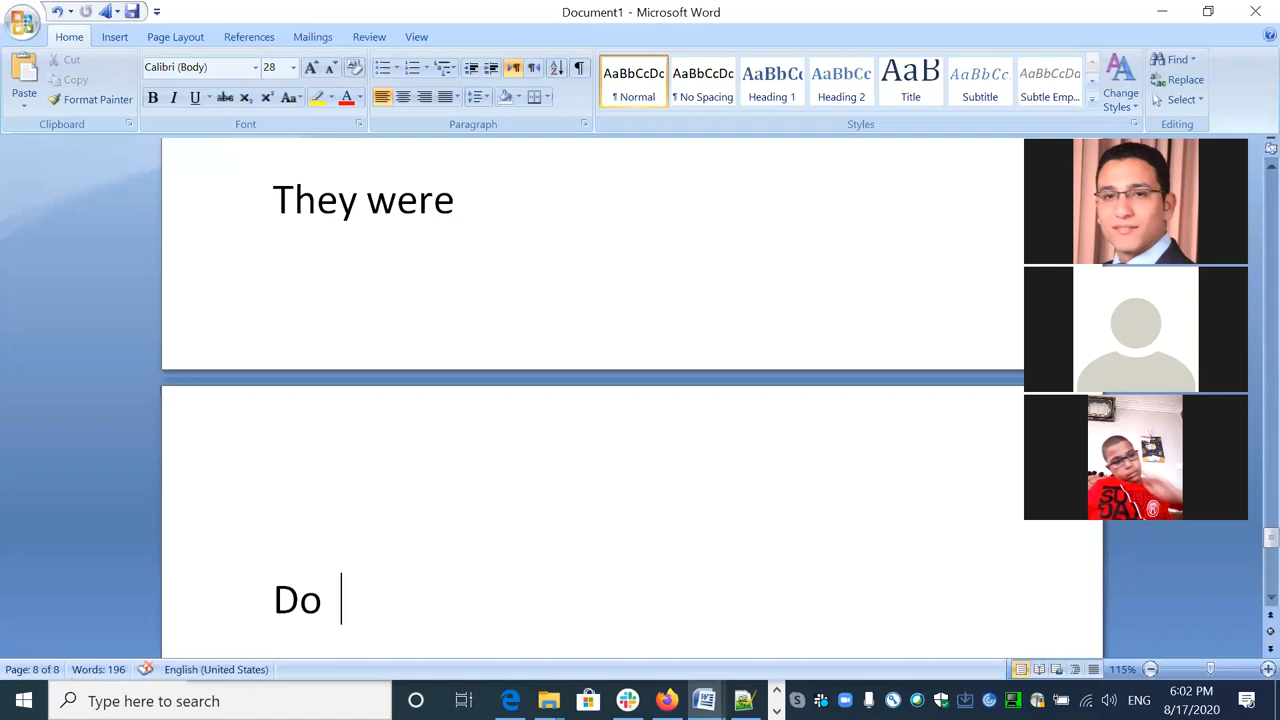 Document1 - Microsoft Word
Home Insert Page Layout References Mailings Review View
Cut
Copy
Format Painter
Paste
Calibri (Body) 28
AaBbCcDc AaBbCcDc AaBbCc AaBbCc AaB AaBbCc. AaBbCcDa
¶ Normal ¶ No Spacing Heading 1 Heading 2 Title Subtitle Subtle Emp...
Change Styles
Find
Replace
Select
Clipboard Font Paragraph Styles Editing
They were
Do
Page: 8 of 8 Words: 196 English (United States) 115%
Type here to search
ENG
6:02 PM
8/17/2020